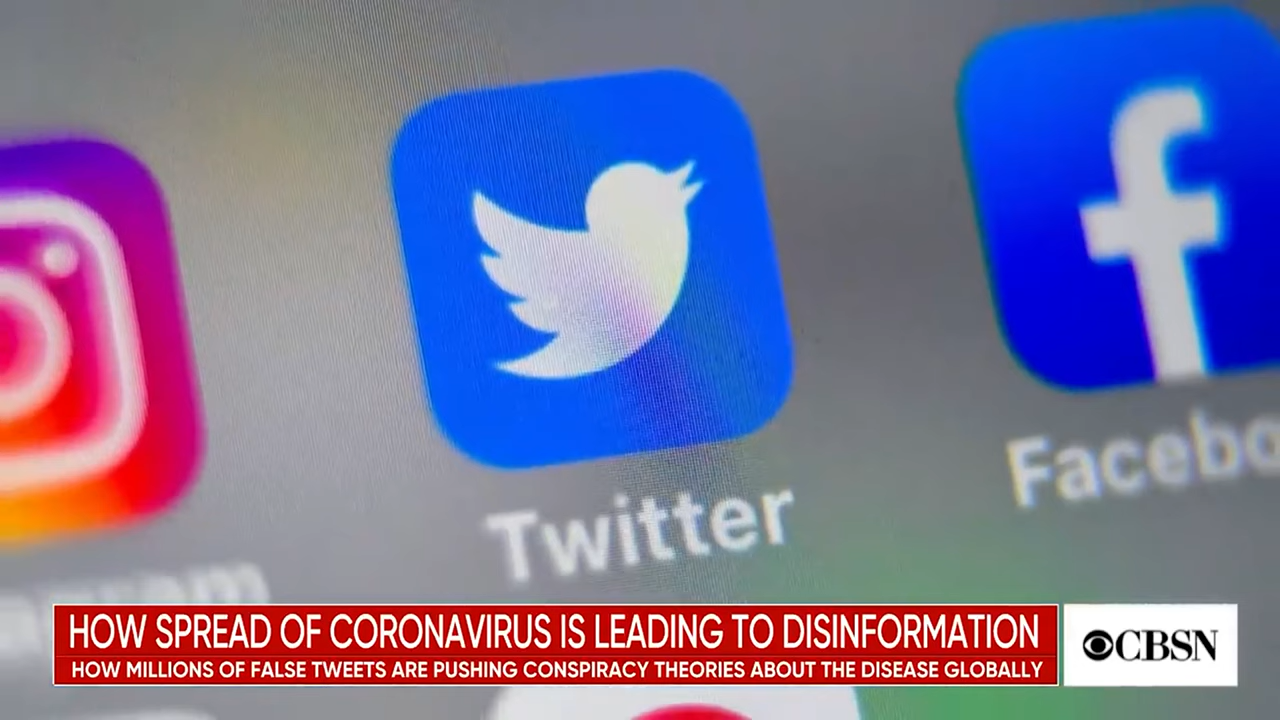 Twitter
Facebo
HOW SPREAD OF CORONAVIRUS IS LEADING TO DISINFORMATION
HOW MILLIONS OF FALSE TWEETS ARE PUSHING CONSPIRACY THEORIES ABOUT THE DISEASE GLOBALLY
CBSN